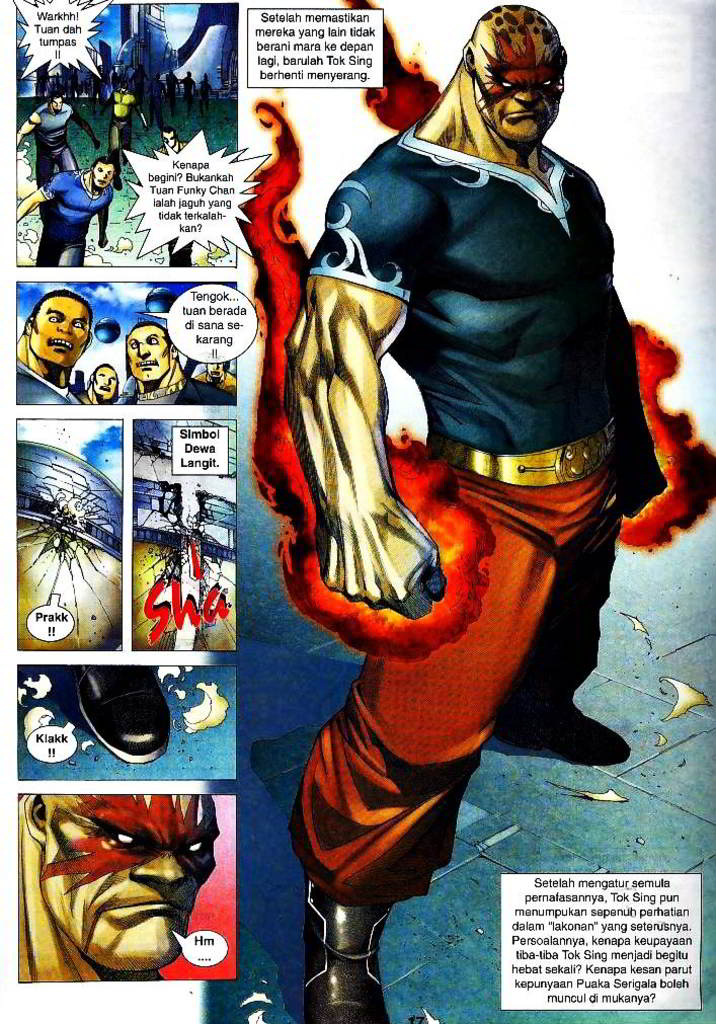 Warkhh!
Tuan dah
tumpas
!!
Setelah memastikan
mereka yang lain tidak
berani mara ke depan
lagi, barulah Tok Sing
berhenti menyerang.
Kenapa
begini? Bukankah
Tuan Funky Chan
ialah jaguh yang
tidak terkalah-
kan?
Tengok...
tuan berada
di sana se-
karang
!!
Simbol
Dewa
Langit.
Prakk
!!
Sha
Klakk
!!
Hm
....
Setelah mengatur semula
pernafasannya, Tok Sing pun
menumpukan sepenuh perhatian
dalam "lakonan" yang seterusnya.
Persoalannya, kenapa keupayaan
tiba-tiba Tok Sing menjadi begitu
hebat sekali? Kenapa kesan parut
kepunyaan Puaka Serigala boleh
muncul di mukanya?
17